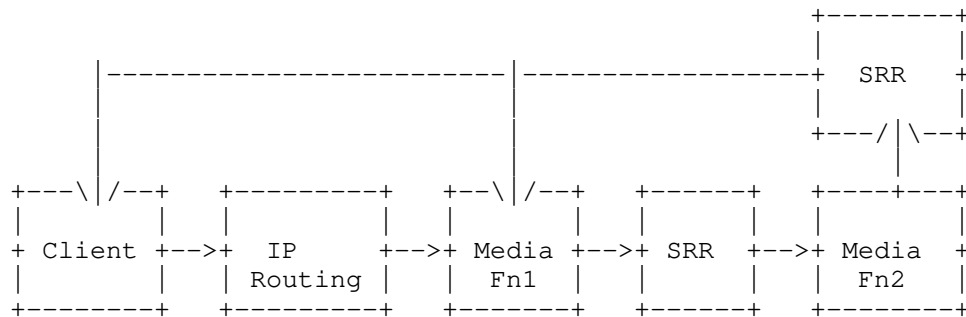 SRR
Client
IP
Routing
Media
Fn1
SRR
Media
Fn2